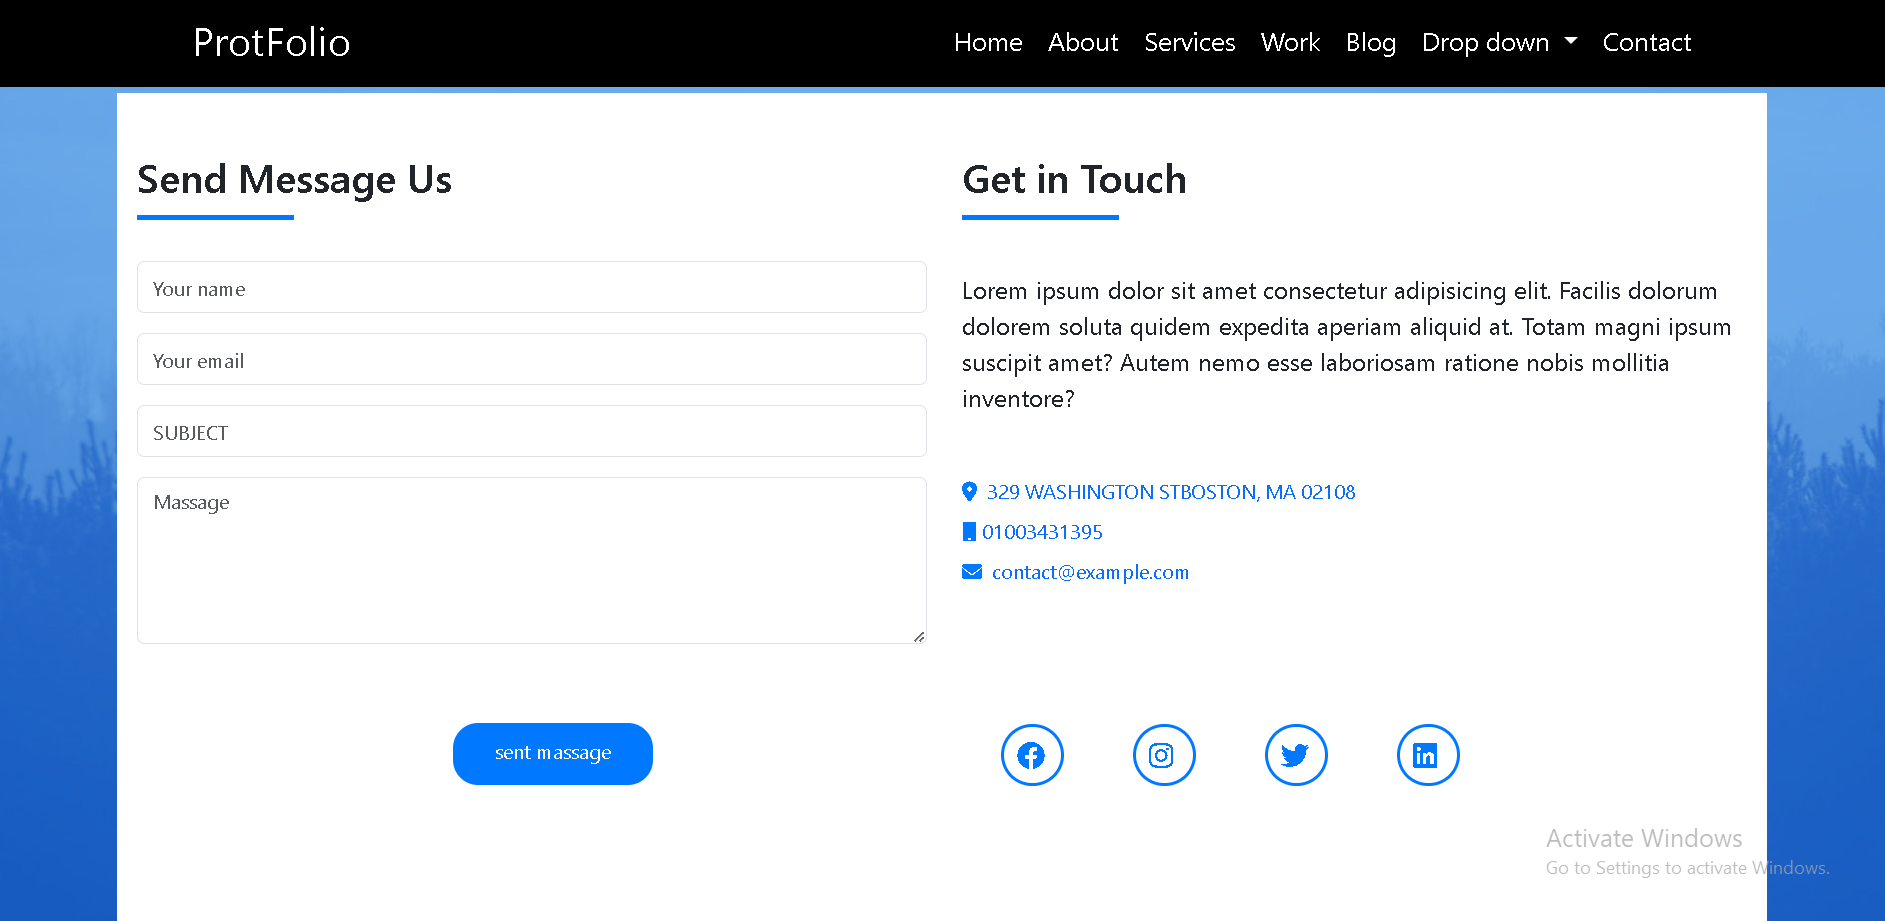 ProtFolio
Home About Services Work Blog Drop down Contact
Send Message Us
Your name
Your email
SUBJECT
Massage
sent massage
Get in Touch
Lorem ipsum dolor sit amet consectetur adipisicing elit. Facilis dolorum
dolorem soluta quidem expedita aperiam aliquid at. Totam magni ipsum
suscipit amet? Autem nemo esse laboriosam ratione nobis mollitia
inventore?
329 WASHINGTON STBOSTON, MA 02108
01003431395
contact@example.com
Activate Windows
Go to Settings to activate Windows.